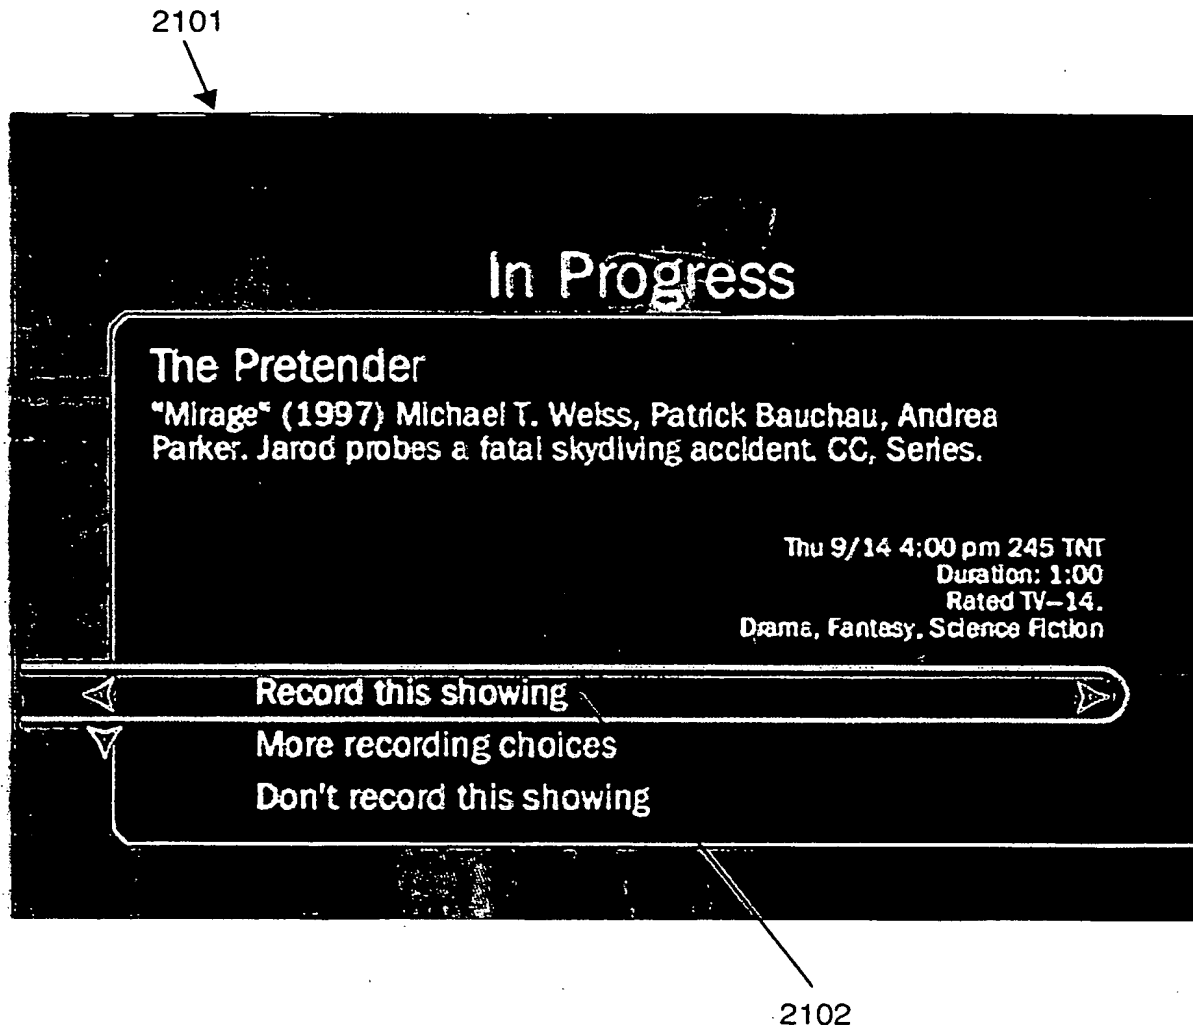 2101
In Progress
The Pretender
"Mirage" (1997) Michael T. Weiss, Patrick Bauchau, Andrea
Parker. Jarod probes a fatal skydiving accident. CC, Series.
Thu 9/14 4:00 pm 245 TNT
Duration: 1:00
Rated TV-14.
Drama, Fantasy, Science Fiction
Record this showing
More recording choices
Don't record this showing
2102